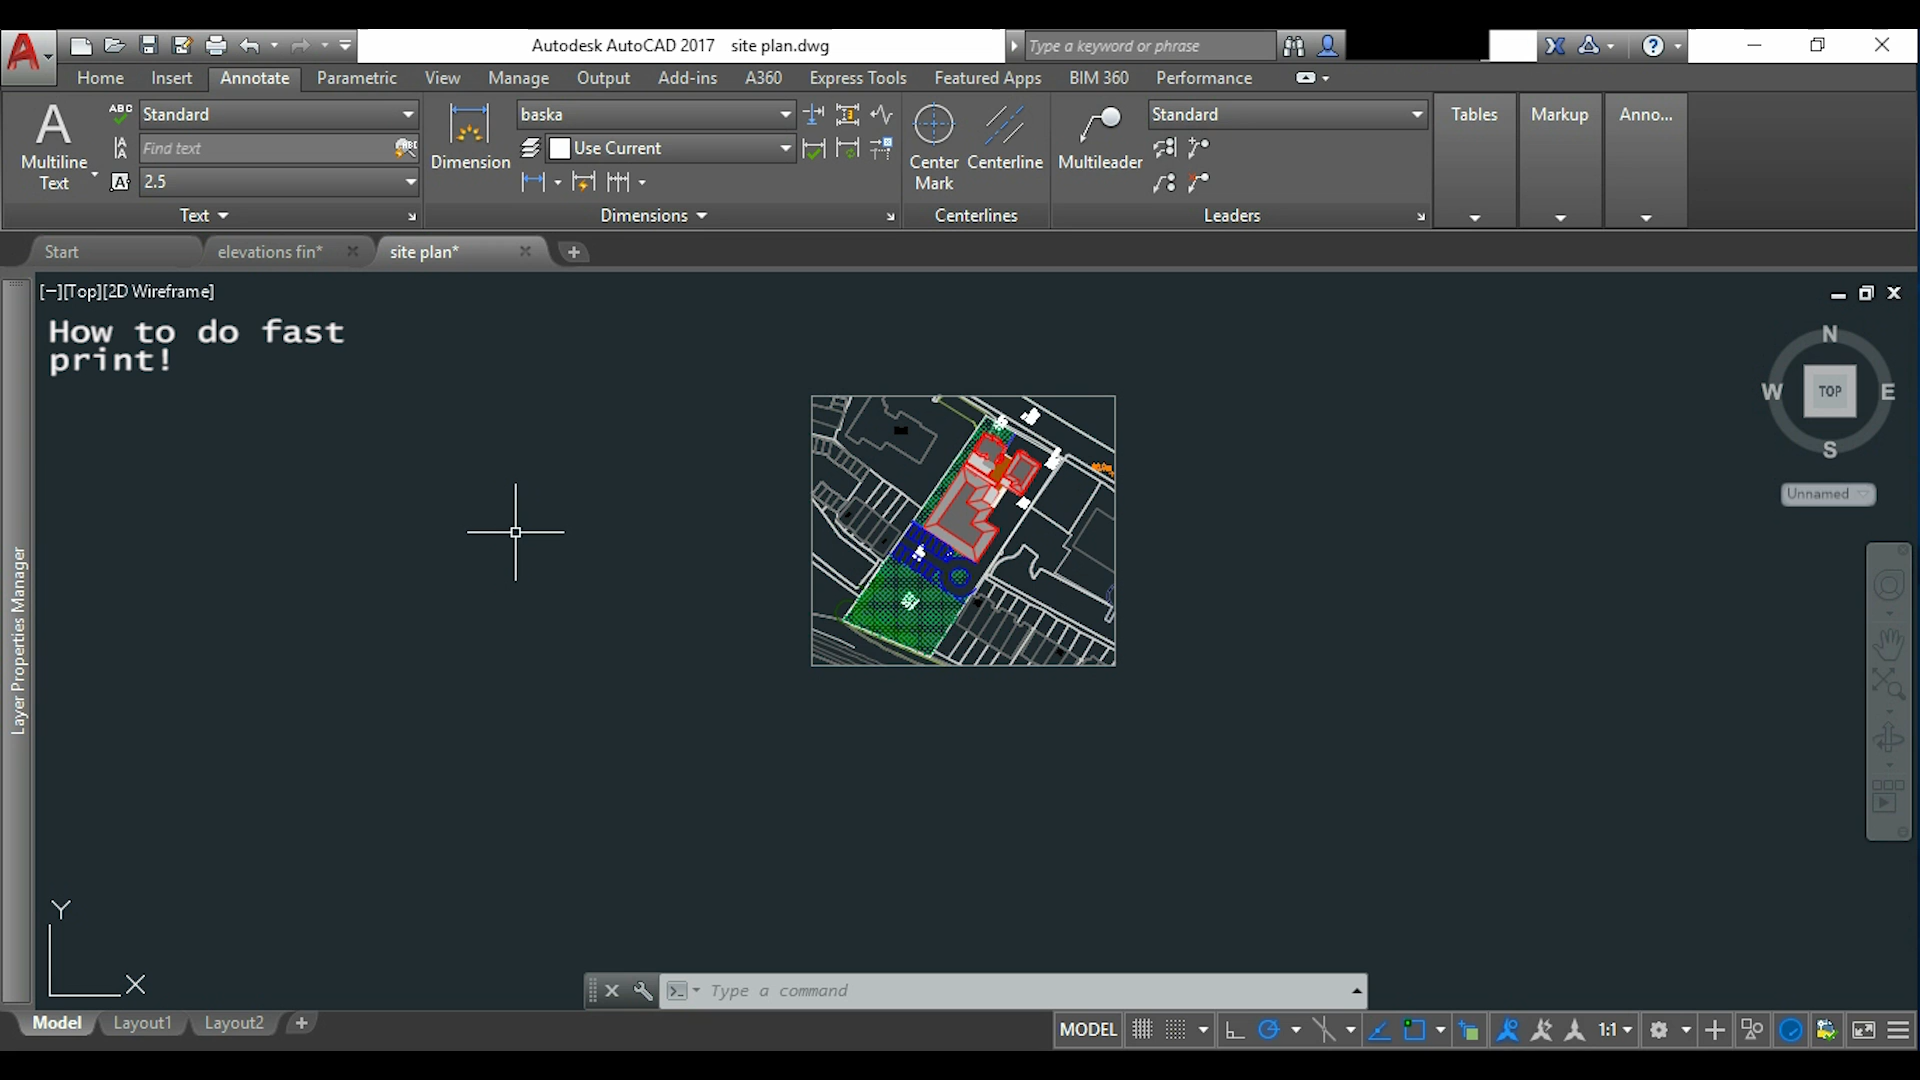 Autodesk AutoCAD 2017 site plan.dwg
Type a keyword or phrase
Home Insert Annotate Parametric View Manage Output Add-ins A360 Express Tools Featured Apps BIM 360 Performance
A
Multiline
Text
ABC
Standard
Find text
2.5
Text
Dimension
baska
Use Current
Dimensions
Center
Mark
Centerline
Centerlines
Multileader
Standard
Leaders
Tables
Markup
Anno...
Start
elevations fin*
site plan*
[−][Top][2D Wireframe]
How to do fast
print!
N
W TOP E
S
Unnamed
Layer Properties Manager
Y
X
Type a command
Model Layout1 Layout2
MODEL
1:1